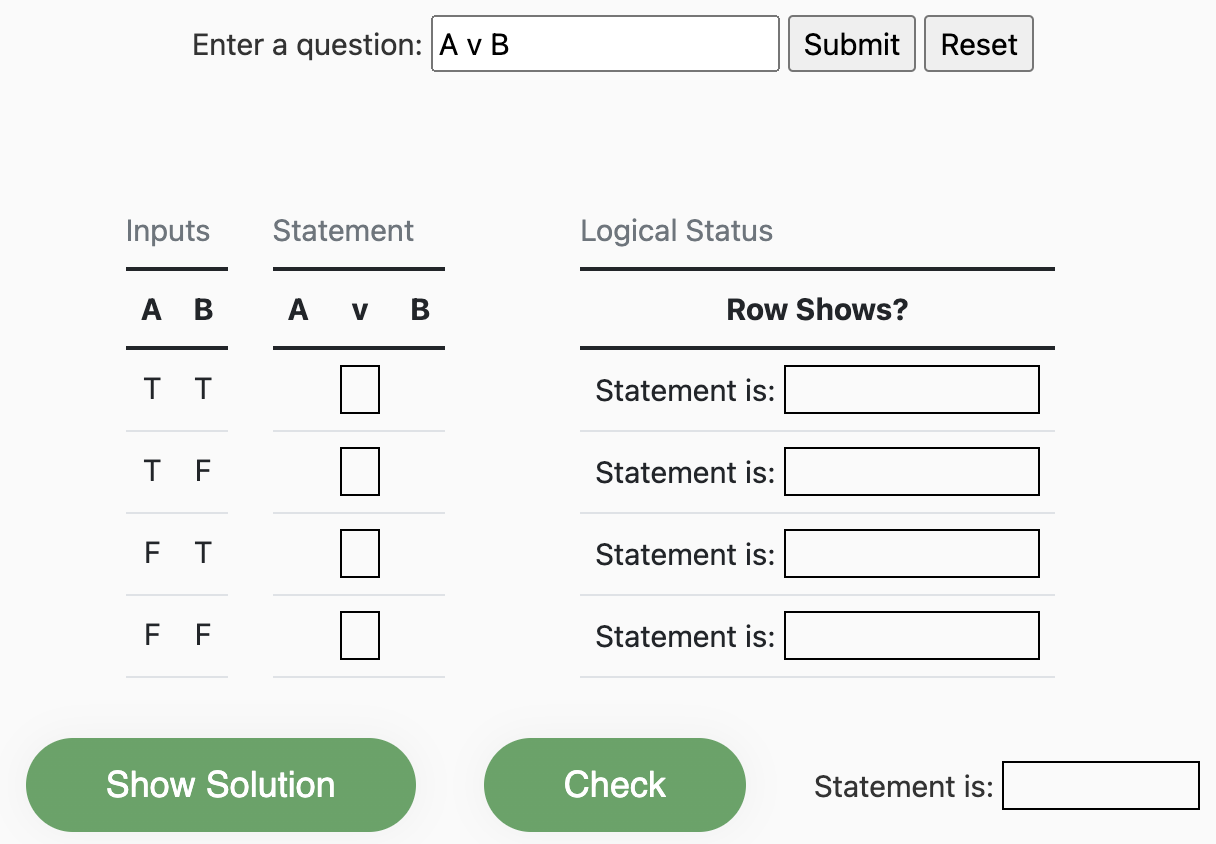 Enter a question: A v B Submit Reset
Inputs Statement Logical Status
A B A v B Row Shows?
T T Statement is:
T F Statement is:
F T Statement is:
F F Statement is:
Show Solution Check Statement is: